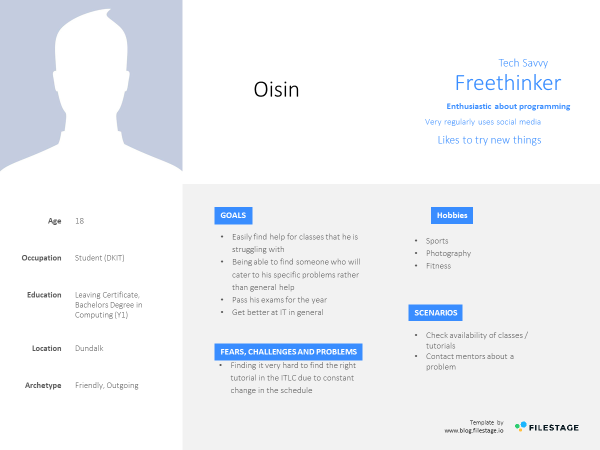 Oisin
Tech Savvy
Freethinker
Enthusiastic about programming
Very regularly uses social media
Likes to try new things
Age 18
Occupation Student (DKIT)
Education Leaving Certificate,
Bachelors Degree in
Computing (Y1)
Location Dundalk
Archetype Friendly, Outgoing
GOALS
• Easily find help for classes that he is
struggling with
• Being able to find someone who will
cater to his specific problems rather
than general help
• Pass his exams for the year
• Get better at IT in general
FEARS, CHALLENGES AND PROBLEMS
• Finding it very hard to find the right
tutorial in the ITLC due to constant
change in the schedule
Hobbies
• Sports
• Photography
• Fitness
SCENARIOS
• Check availability of classes /
tutorials
• Contact mentors about a
problem
Template by
www.blog.filestage.io
FILESTAGE